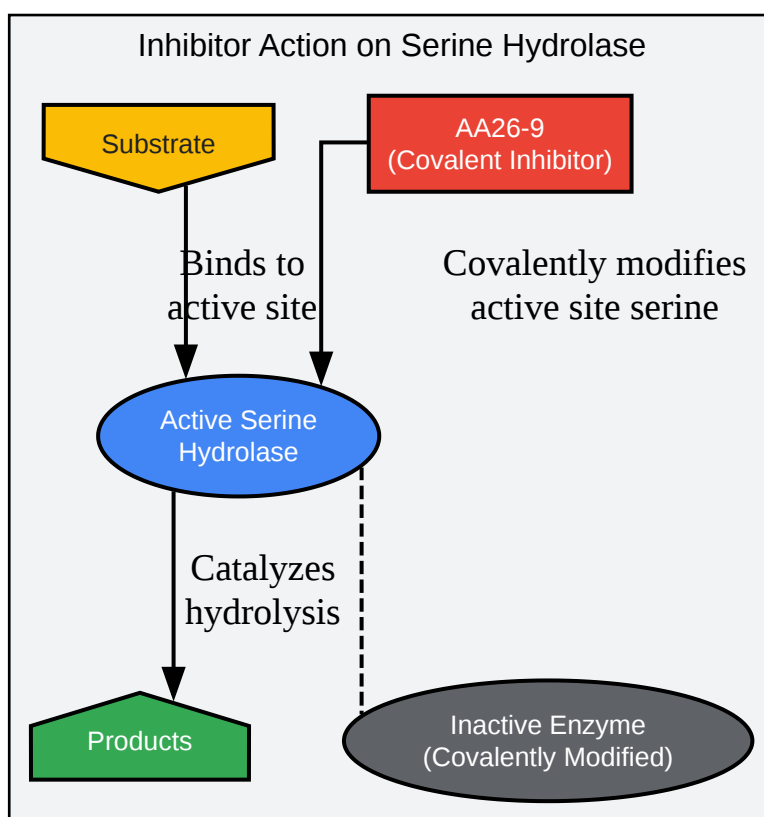 Inhibitor Action on Serine Hydrolase
Substrate
AA26-9
(Covalent Inhibitor)
Binds to
active site
Covalently modifies
active site serine
Active Serine
Hydrolase
Catalyzes
hydrolysis
Products
Inactive Enzyme
(Covalently Modified)